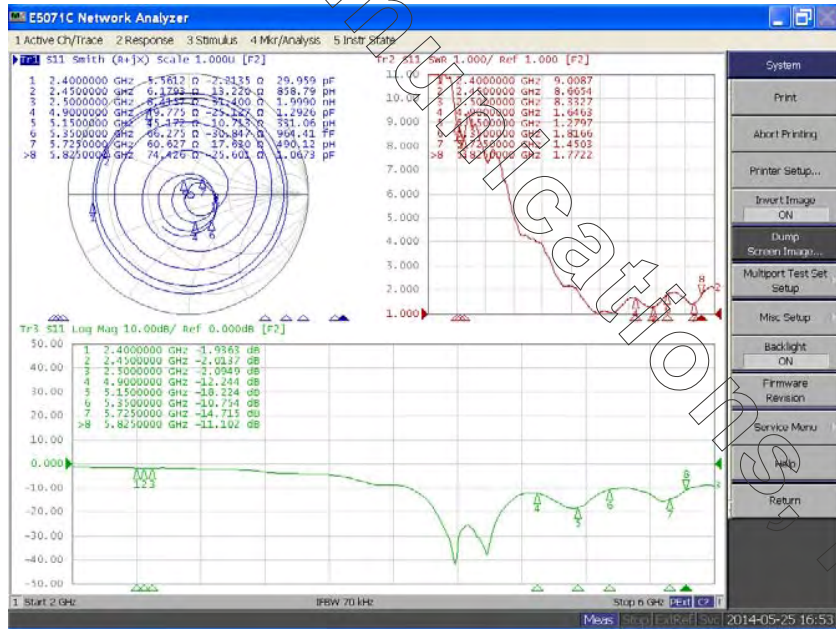 E5071C Network Analyzer
1 Active Ch/Trace 2 Response 3 Stimulus 4 Mkr/Analysis 5 Instr State
Tr1 S11 Smith (R+jX) Scale 1.000U [F2]
1 2.4000000 GHz 5.5612 Ω -2.2135 Ω 29.959 pF
2 2.4500000 GHz 6.1793 Ω 13.220 Ω 858.79 pH
3 2.5000000 GHz 31.400 Ω 1.9990 nH
4 4.9000000 GHz 49.775 Ω -25.127 Ω 1.2926 pF
5 5.1500000 GHz 45.172 Ω 10.713 Ω 331.06 pH
6 5.3500000 GHz 66.275 Ω -30.847 Ω 964.41 fF
7 5.7250000 GHz 60.627 Ω 17.630 Ω 490.12 pH
>8 5.8250000 GHz 74.426 Ω -25.601 Ω 1.0673 pF
Tr2 S11 SWR 1.000/ Ref 1.000 [F2]
1 2.4000000 GHz 9.0087
2 2.4500000 GHz 8.6654
3 2.5000000 GHz 8.3327
4 4.9000000 GHz 1.6463
5 5.1500000 GHz 1.2797
6 5.3500000 GHz 1.8166
7 5.7250000 GHz 1.4503
>8 5.8250000 GHz 1.7722
11.00
10.00
9.000
8.000
7.000
6.000
5.000
4.000
3.000
2.000
1.000
Tr3 S11 Log Mag 10.00dB/ Ref 0.000dB [F2]
1 2.4000000 GHz -1.9363 dB
2 2.4500000 GHz -2.0137 dB
3 2.5000000 GHz -2.0949 dB
4 4.9000000 GHz -12.244 dB
5 5.1500000 GHz -18.224 dB
6 5.3500000 GHz -10.754 dB
7 5.7250000 GHz -14.715 dB
>8 5.8250000 GHz -11.102 dB
50.00
40.00
30.00
20.00
10.00
0.000
-10.00
-20.00
-30.00
-40.00
-50.00
1 Start 2 GHz IFBW 70 kHz Stop 6 GHz PExt C?
Meas Stop ExtRef Svc 2014-05-25 16:53
System
Print
Abort Printing
Printer Setup...
Invert Image
ON
Dump
Screen Image...
Multiport Test Set
Setup
Misc Setup
Backlight
ON
Firmware
Revision
Service Menu
Help
Return